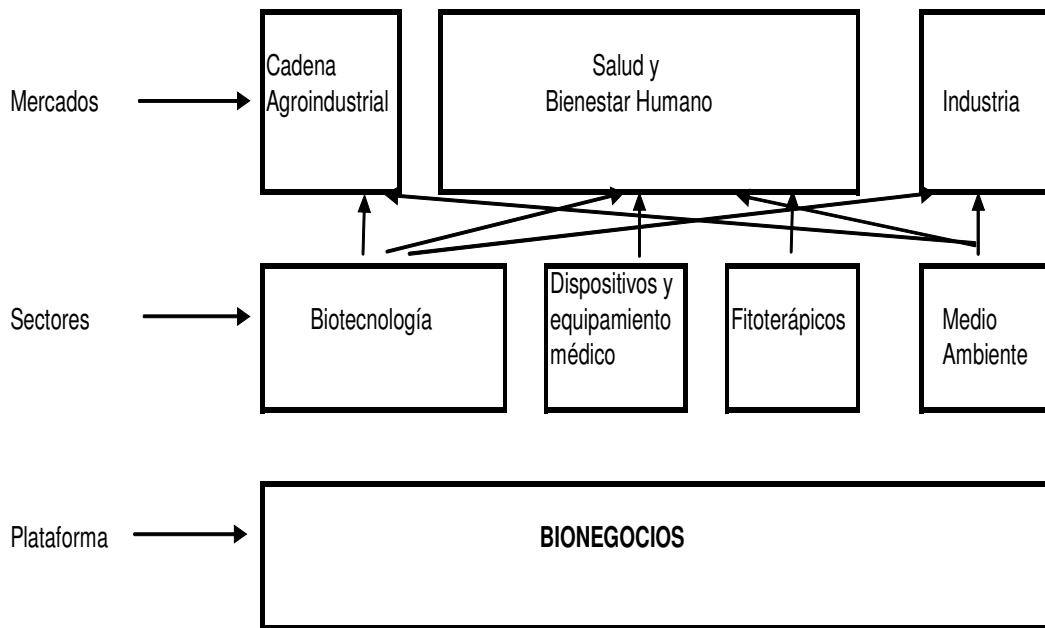 Mercados
Cadena
Agroindustrial
Salud y
Bienestar Humano
Industria
Sectores
Biotecnología
Dispositivos y
equipamiento
médico
Fitoterápicos
Medio
Ambiente
Plataforma
BIONEGOCIOS